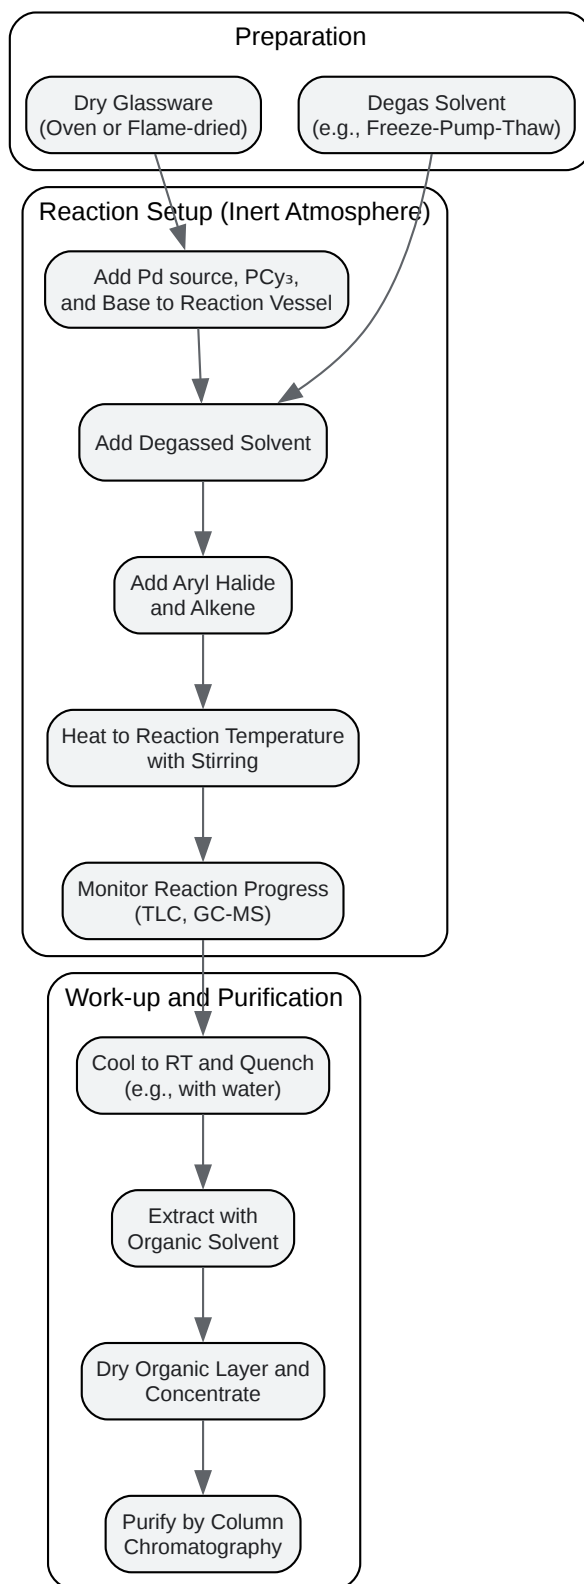 Preparation
Dry Glassware
(Oven or Flame-dried)
Degas Solvent
(e.g., Freeze-Pump-Thaw)
Reaction Setup (Inert Atmosphere)
Add Pd source, PCy₃,
and Base to Reaction Vessel
Add Degassed Solvent
Add Aryl Halide
and Alkene
Heat to Reaction Temperature
with Stirring
Monitor Reaction Progress
(TLC, GC-MS)
Work-up and Purification
Cool to RT and Quench
(e.g., with water)
Extract with
Organic Solvent
Dry Organic Layer and
Concentrate
Purify by Column
Chromatography